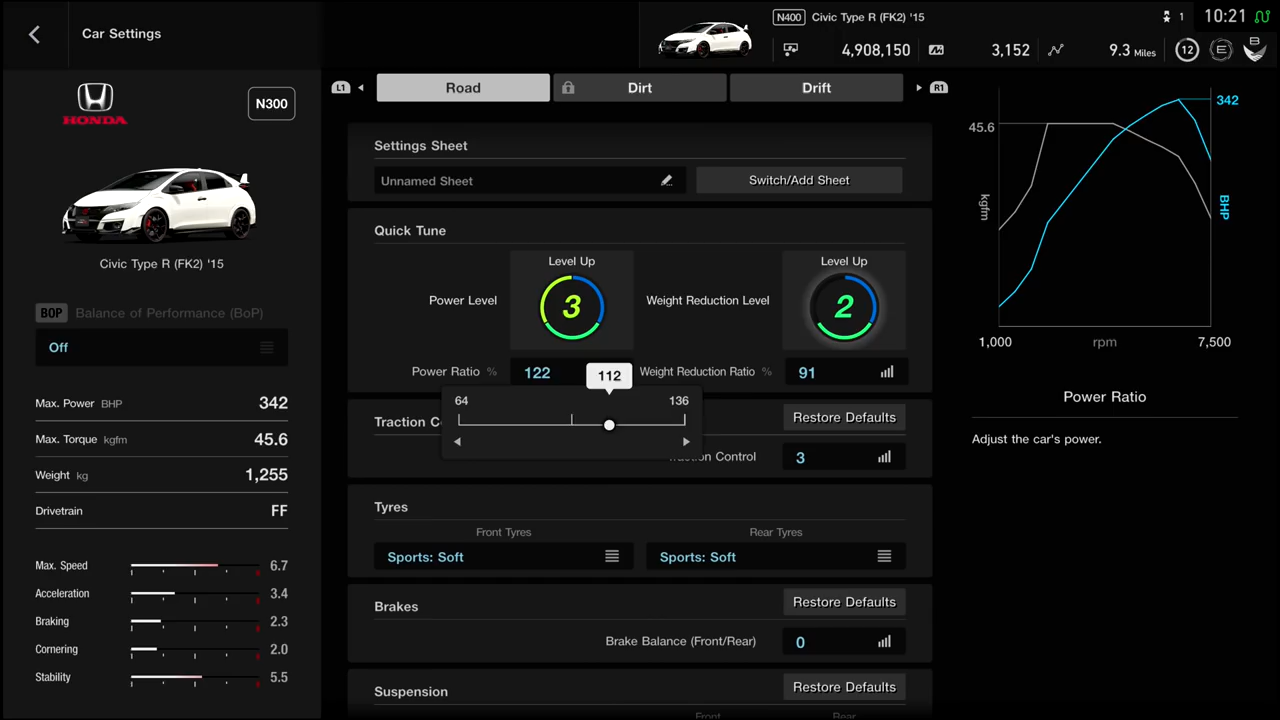 Car Settings
N400 Civic Type R (FK2) '15
1
10:21
4,908,150
3,152
9.3 Miles
12
E
B
HONDA
N300
Civic Type R (FK2) '15
BOP Balance of Performance (BoP)
Off
Max. Power BHP 342
Max. Torque kgfm 45.6
Weight kg 1,255
Drivetrain FF
Max. Speed 6.7
Acceleration 3.4
Braking 2.3
Cornering 2.0
Stability 5.5
L1 Road Dirt Drift R1
Settings Sheet
Unnamed Sheet Switch/Add Sheet
Quick Tune
Level Up Level Up
Power Level 3 Weight Reduction Level 2
Power Ratio % 122 Weight Reduction Ratio % 91
112
64 136
Traction Restore Defaults
Control 3
Tyres
Front Tyres Rear Tyres
Sports: Soft Sports: Soft
Brakes Restore Defaults
Brake Balance (Front/Rear) 0
Suspension Restore Defaults
Front Rear
342
45.6
kgfm
BHP
1,000 rpm 7,500
Power Ratio
Adjust the car's power.